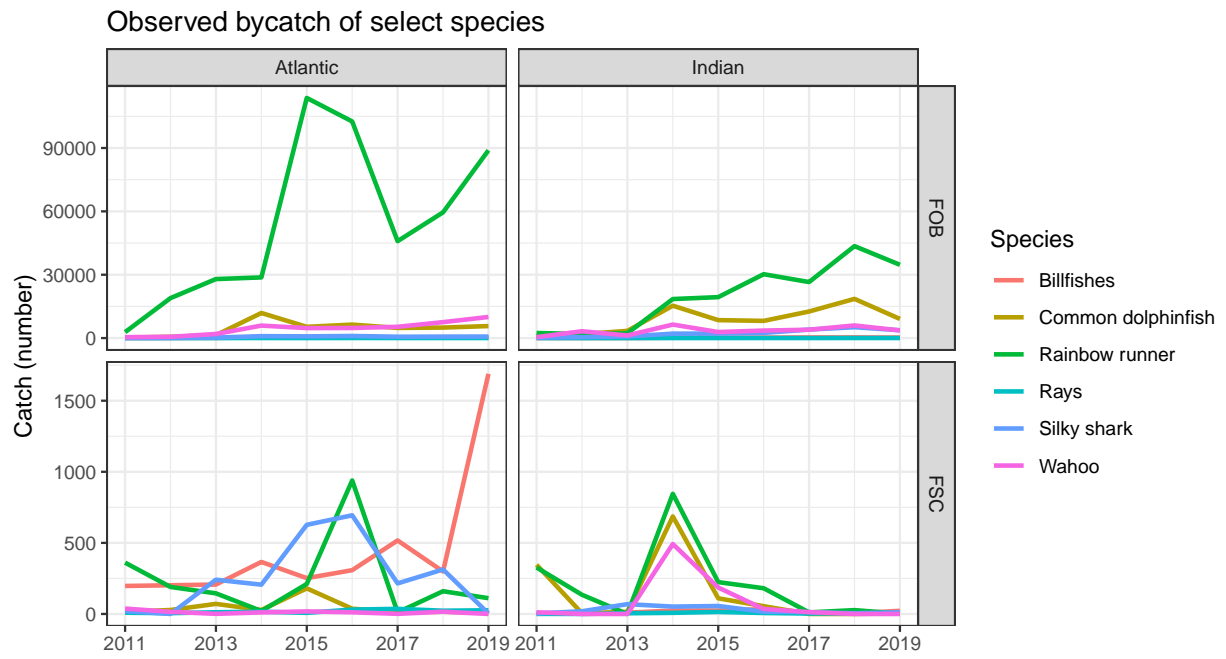 Observed bycatch of select species
Atlantic
Indian
90000
60000
30000
0
FOB
1500
1000
500
0
FSC
Catch (number)
2011
2013
2015
2017
2019
2011
2013
2015
2017
2019
Species
Billfishes
Common dolphinfish
Rainbow runner
Rays
Silky shark
Wahoo